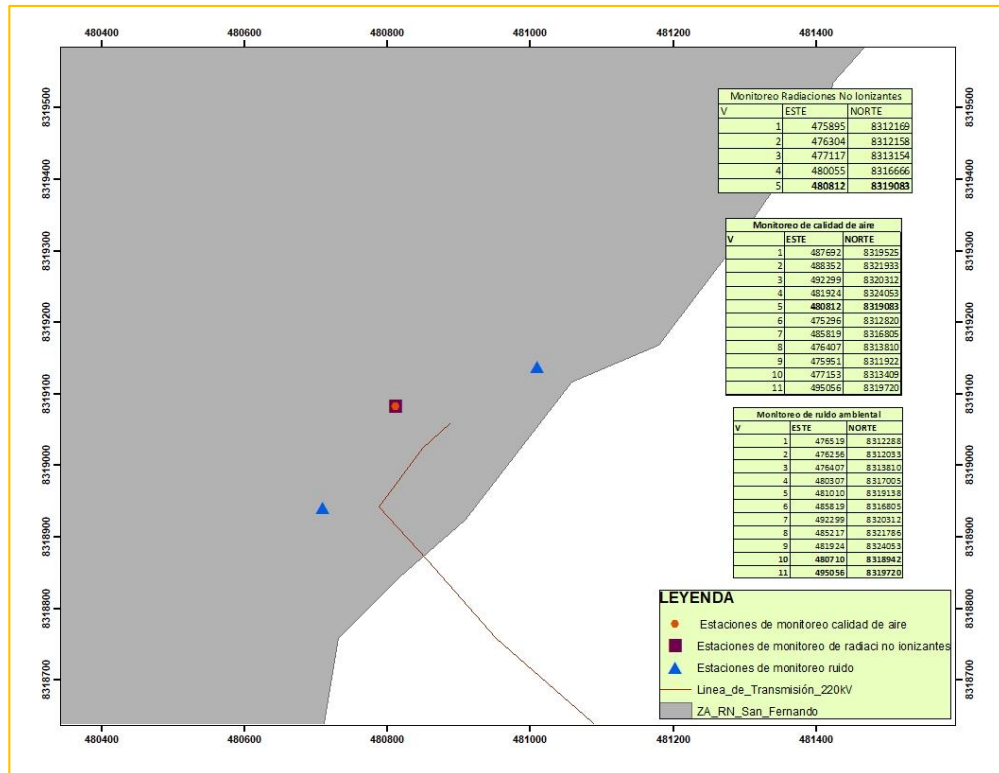 480400 480600 480800 481000 481200 481400
8319500
8319400
8319300
8319200
8319100
8319000
8318900
8318800
8318700
Monitoreo Radiaciones No Ionizantes
V ESTE NORTE
1 475895 8312169
2 476304 8312158
3 477117 8313154
4 480055 8316666
5 480812 8319083
Monitoreo de calidad de aire
V ESTE NORTE
1 487692 8319525
2 488352 8321933
3 492299 8320312
4 481924 8324053
5 480812 8319083
6 475296 8312820
7 485819 8316805
8 476407 8313810
9 475951 8311922
10 477153 8313409
11 495056 8319720
Monitoreo de ruido ambiental
V ESTE NORTE
1 476519 8312288
2 476256 8312033
3 476407 8313810
4 480307 8317005
5 481010 8319138
6 485819 8316805
7 492299 8320312
8 485217 8321786
9 481924 8324053
10 480710 8318942
11 495056 8319720
LEYENDA
Estaciones de monitoreo calidad de aire
Estaciones de monitoreo de radiaci no ionizantes
Estaciones de monitoreo ruido
Linea_de_Transmisión_220kV
ZA_RN_San_Fernando
8319500
8319400
8319300
8319200
8319100
8319000
8318900
8318800
8318700
480400 480600 480800 481000 481200 481400